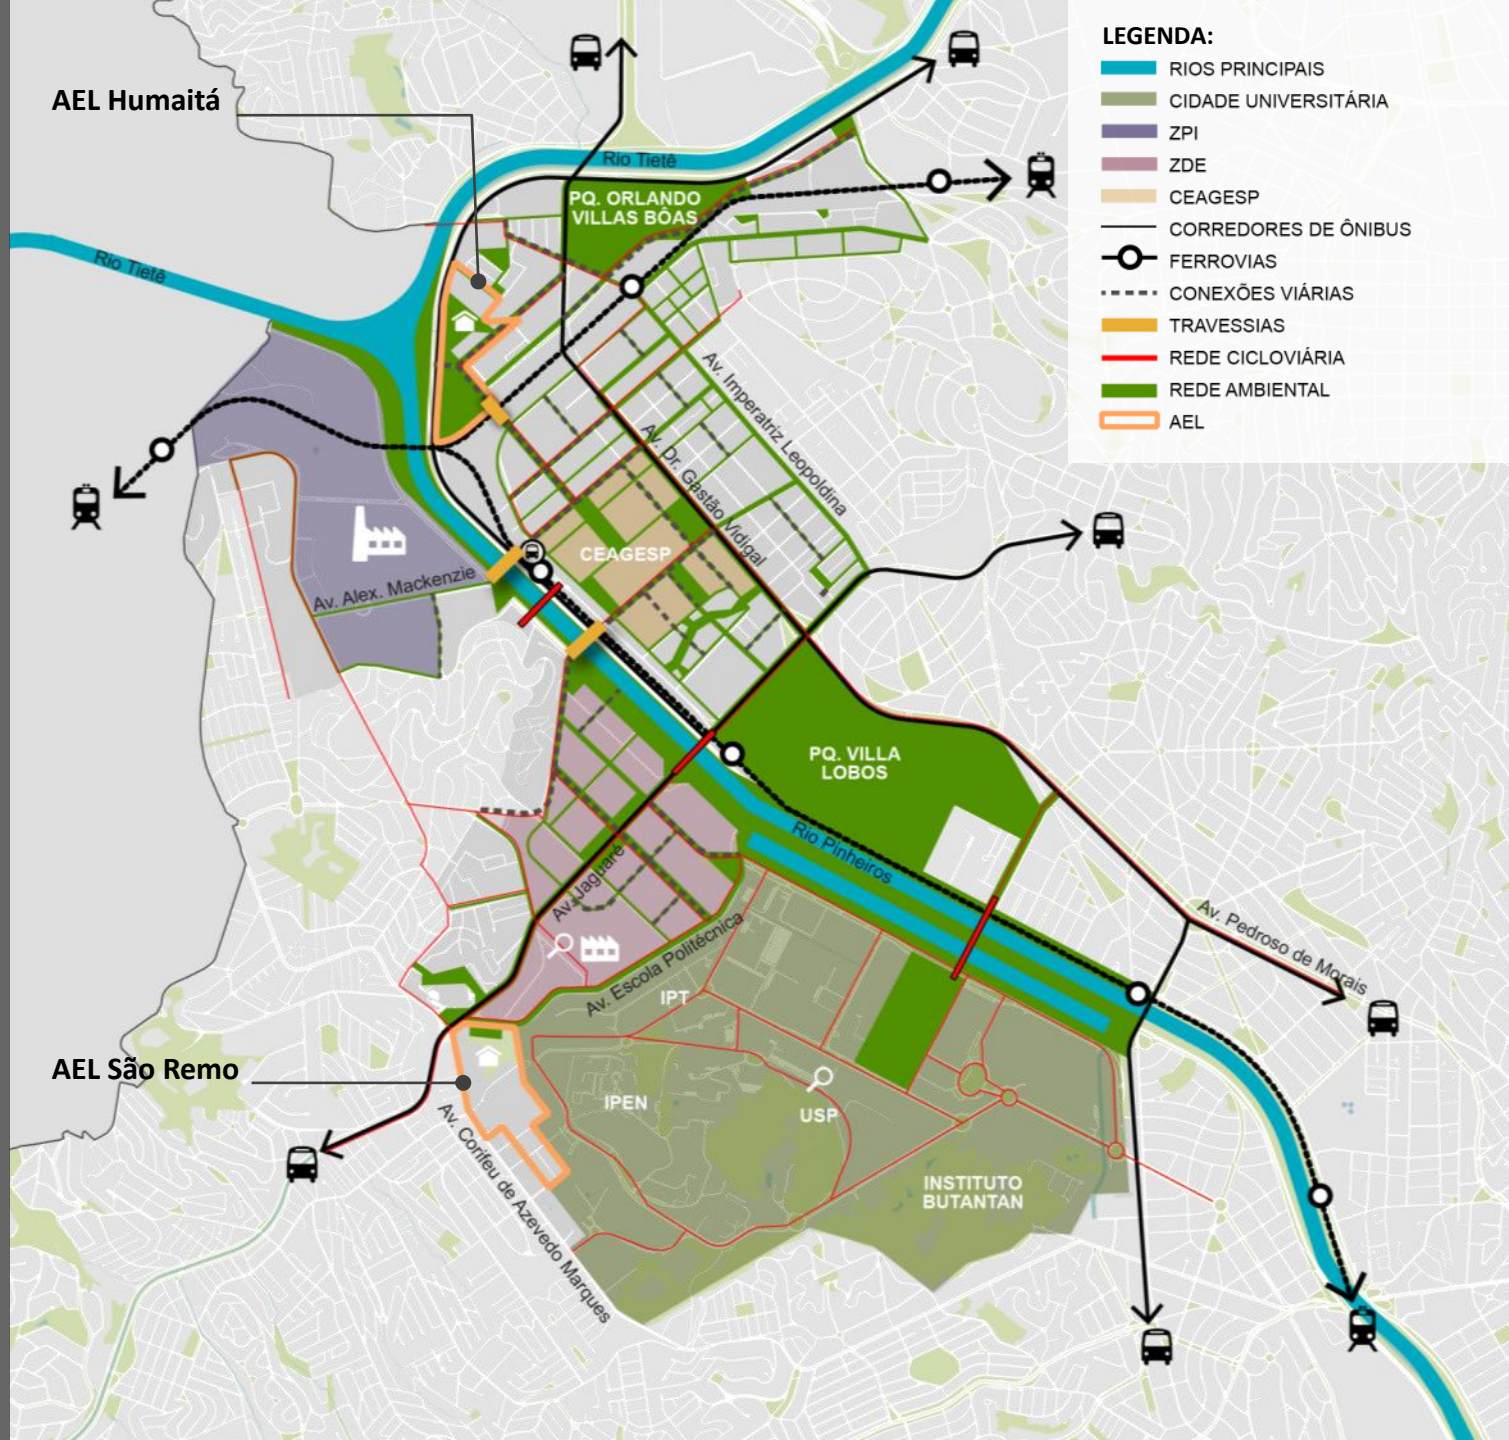 LEGENDA:
RIOS PRINCIPAIS
CIDADE UNIVERSITÁRIA
ZPI
ZDE
CEAGESP
CORREDORES DE ÔNIBUS
FERROVIAS
CONEXÕES VIÁRIAS
TRAVESSIAS
REDE CICLOVIÁRIA
REDE AMBIENTAL
AEL
AEL Humaitá
Rio Tietê
PQ. ORLANDO
VILLAS BÔAS
Rio Tietê
Av. Imperatriz Leopoldina
Av. Dr. Gastão Vidigal
CEAGESP
Av. Alex. Mackenzie
PQ. VILLA
LOBOS
Rio Pinheiros
Av. Jaguaré
Av. Pedroso de Morais
Av. Escola Politécnica
IPT
AEL São Remo
IPEN
USP
Av. Corifeu de Azevedo Marques
INSTITUTO
BUTANTAN